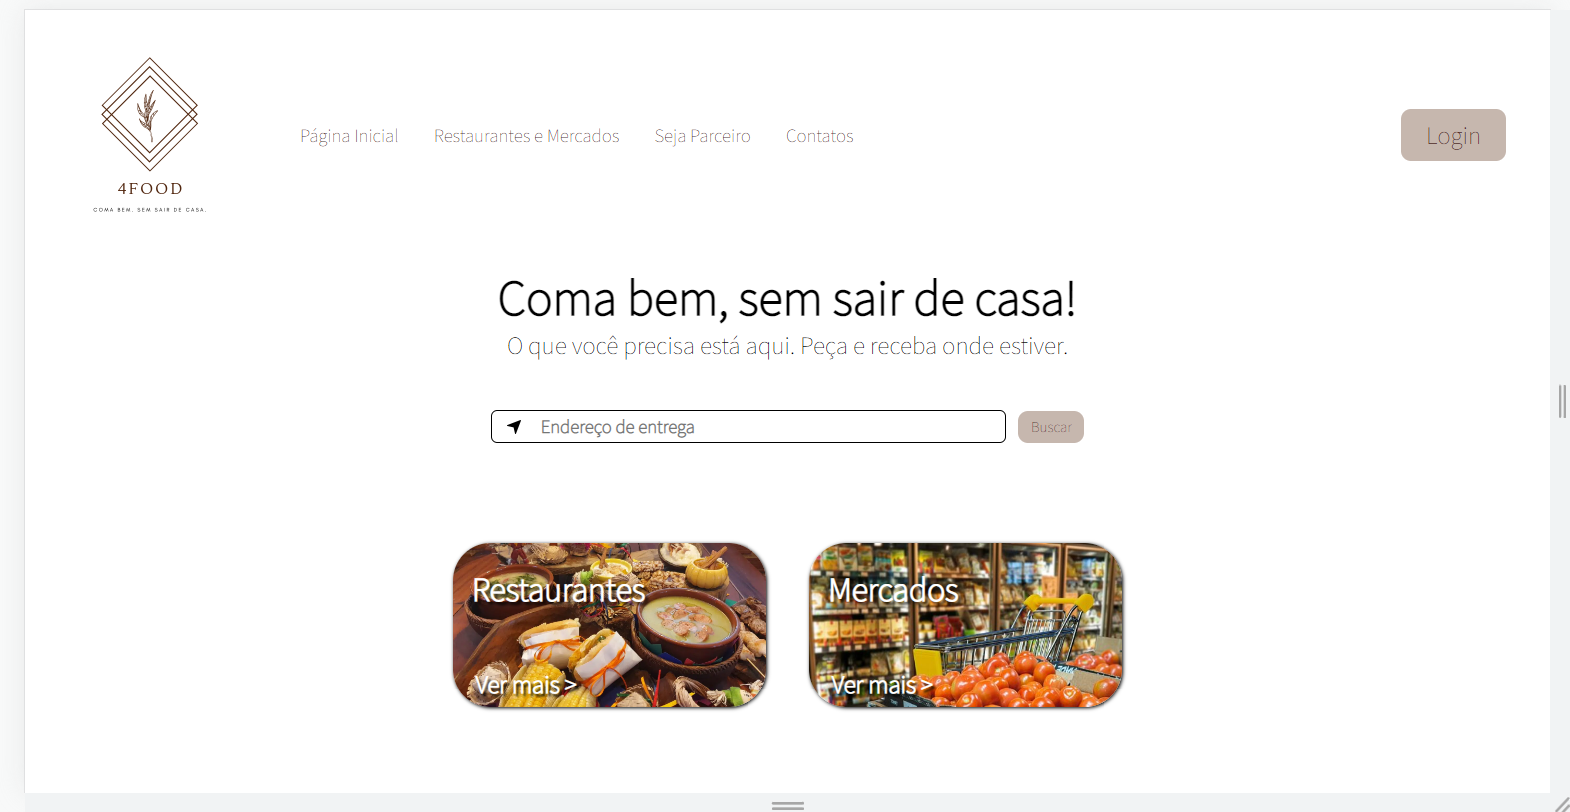 4FOOD
COMA BEM. SEM SAIR DE CASA.
Página Inicial Restaurantes e Mercados Seja Parceiro Contatos
Login
Coma bem, sem sair de casa!
O que você precisa está aqui. Peça e receba onde estiver.
Endereço de entrega
Buscar
Restaurantes
Ver mais >
Mercados
Ver mais >